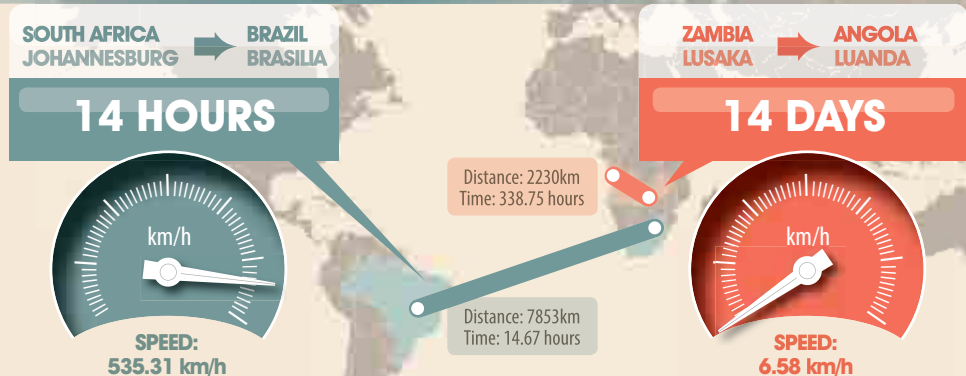 SOUTH AFRICA
JOHANNESBURG
BRAZIL
BRASILIA
14 HOURS
km/h
SPEED:
535.31 km/h
Distance: 2230km
Time: 338.75 hours
Distance: 7853km
Time: 14.67 hours
ZAMBIA
LUSAKA
ANGOLA
LUANDA
14 DAYS
km/h
SPEED:
6.58 km/h